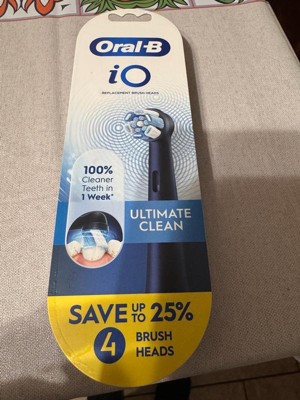 Oral-B
iO
REPLACEMENT BRUSH HEADS
100%
Cleaner
Teeth in
1 Week*
ULTIMATE
CLEAN
SAVE UP TO 25%
4 BRUSH
HEADS